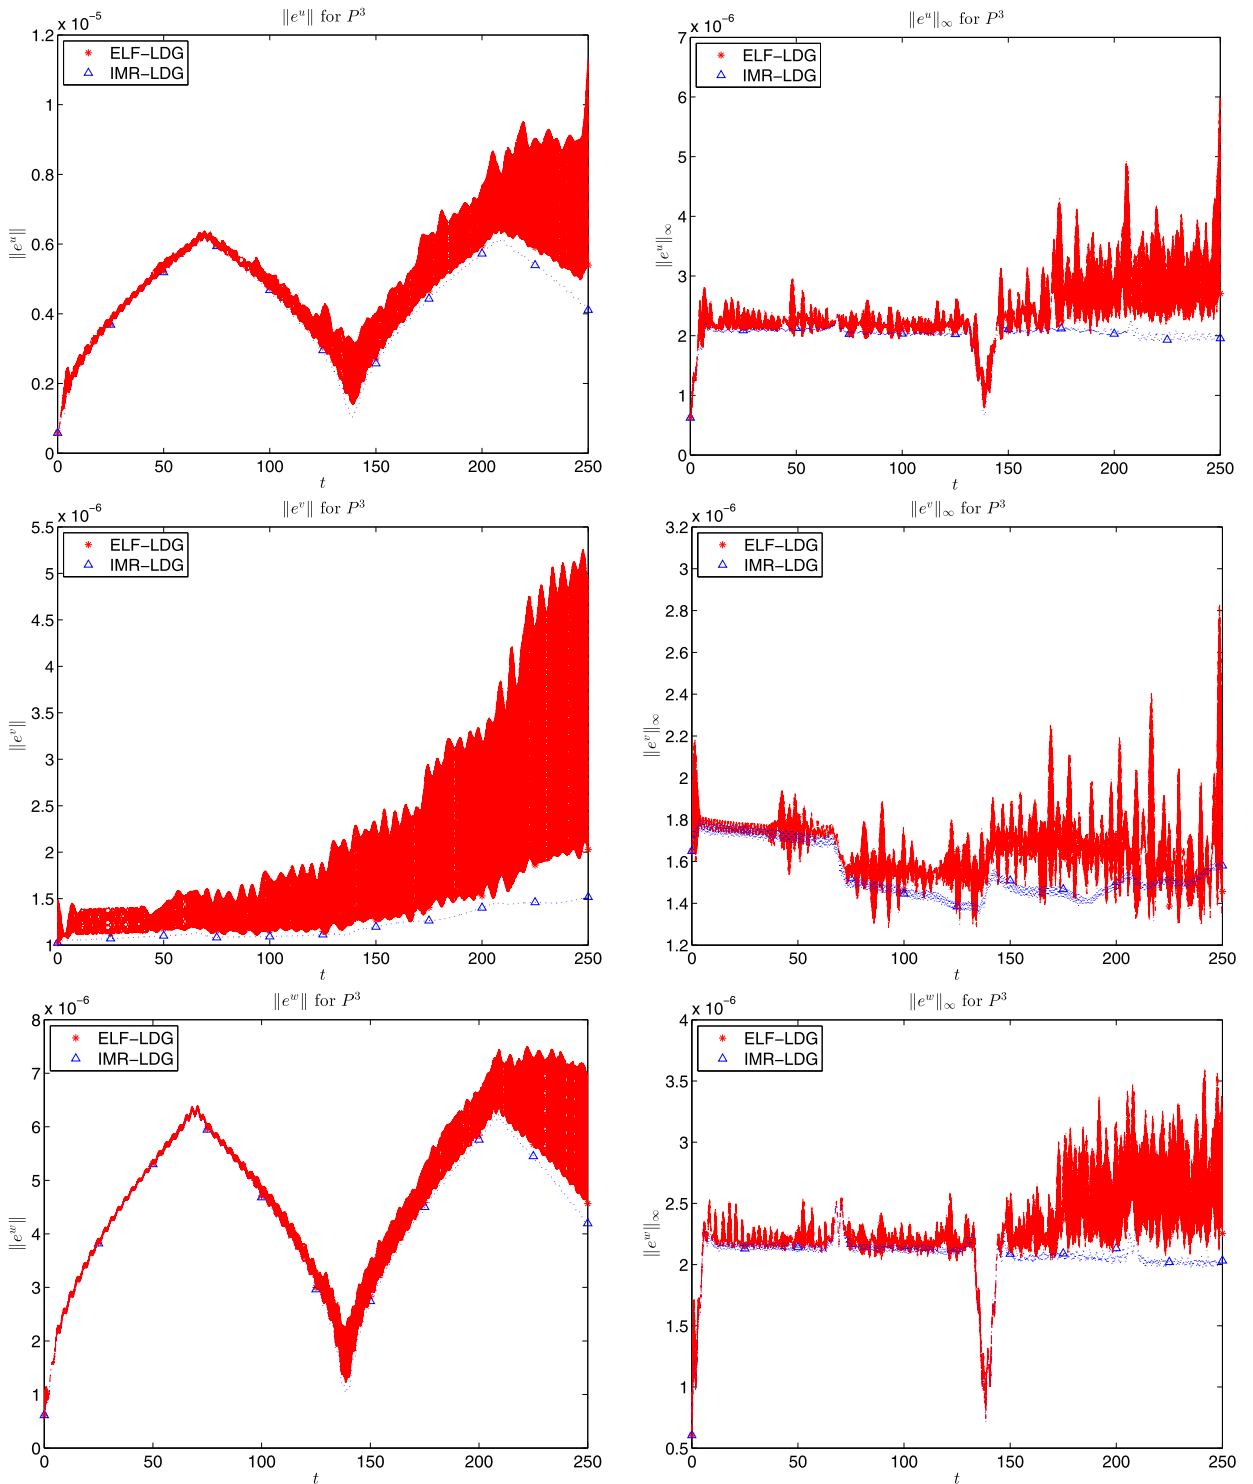 ‖e^u‖ for P^3
x 10^-5
1.2
1
0.8
0.6
0.4
0.2
0
0 50 100 150 200 250
t
‖e^u‖
ELF-LDG
IMR-LDG
‖e^u‖_∞ for P^3
x 10^-6
7
6
5
4
3
2
1
0
0 50 100 150 200 250
t
‖e^u‖_∞
ELF-LDG
IMR-LDG
‖e^v‖ for P^3
x 10^-6
5.5
5
4.5
4
3.5
3
2.5
2
1.5
1
0 50 100 150 200 250
t
‖e^v‖
ELF-LDG
IMR-LDG
‖e^v‖_∞ for P^3
x 10^-6
3.2
3
2.8
2.6
2.4
2.2
2
1.8
1.6
1.4
1.2
0 50 100 150 200 250
t
‖e^v‖_∞
ELF-LDG
IMR-LDG
‖e^w‖ for P^3
x 10^-6
8
7
6
5
4
3
2
1
0
0 50 100 150 200 250
t
‖e^w‖
ELF-LDG
IMR-LDG
‖e^w‖_∞ for P^3
x 10^-6
4
3.5
3
2.5
2
1.5
1
0.5
0 50 100 150 200 250
t
‖e^w‖_∞
ELF-LDG
IMR-LDG